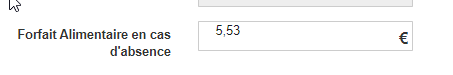 Forfait Alimentaire en cas
d'absence
5,53
€